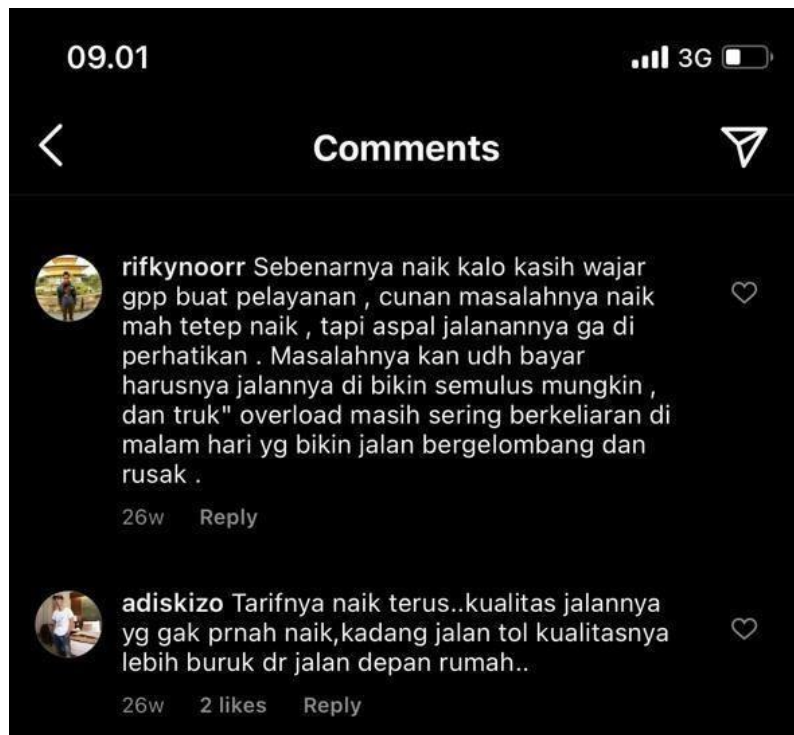 09.01
3G
Comments
rifkynoorr Sebenarnya naik kalo kasih wajar
gpp buat pelayanan , cunan masalahnya naik
mah tetep naik , tapi aspal jalanannya ga di
perhatikan . Masalahnya kan udh bayar
harusnya jalannya di bikin semulus mungkin ,
dan truk" overload masih sering berkeliaran di
malam hari yg bikin jalan bergelombang dan
rusak .
26w Reply
adiskizo Tarifnya naik terus..kualitas jalannya
yg gak prnah naik,kadang jalan tol kualitasnya
lebih buruk dr jalan depan rumah..
26w 2 likes Reply